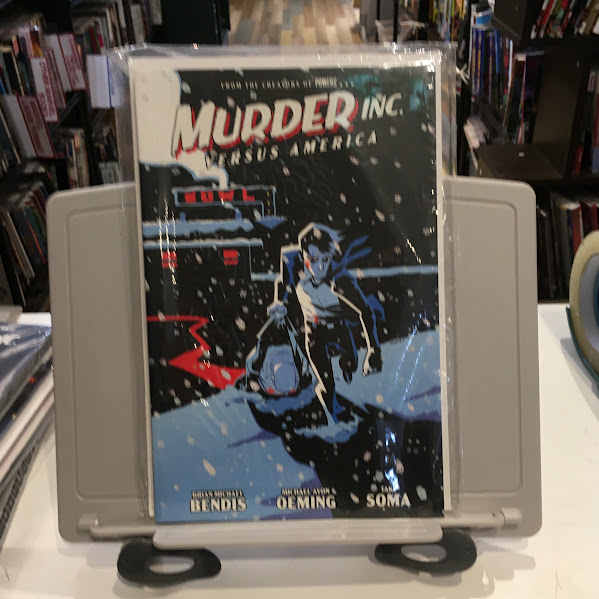 FROM THE CREATORS OF POWERS
MURDER INC.
VERSUS AMERICA
BOWL
BRIAN MICHAEL
BENDIS
MICHAEL AVON
OEMING
SOMA